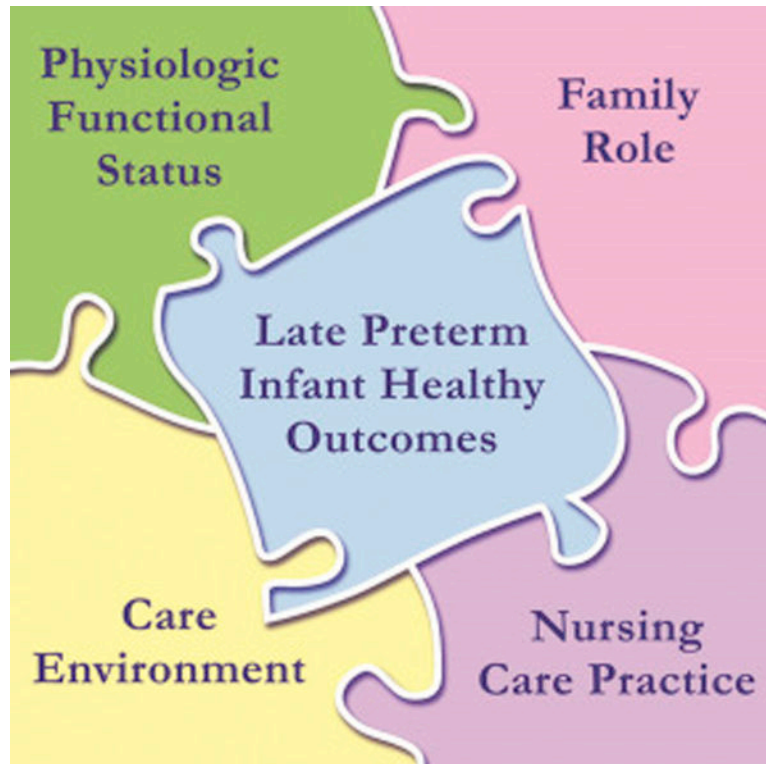 Physiologic
Functional
Status
Family
Role
Late Preterm
Infant Healthy
Outcomes
Care
Environment
Nursing
Care Practice